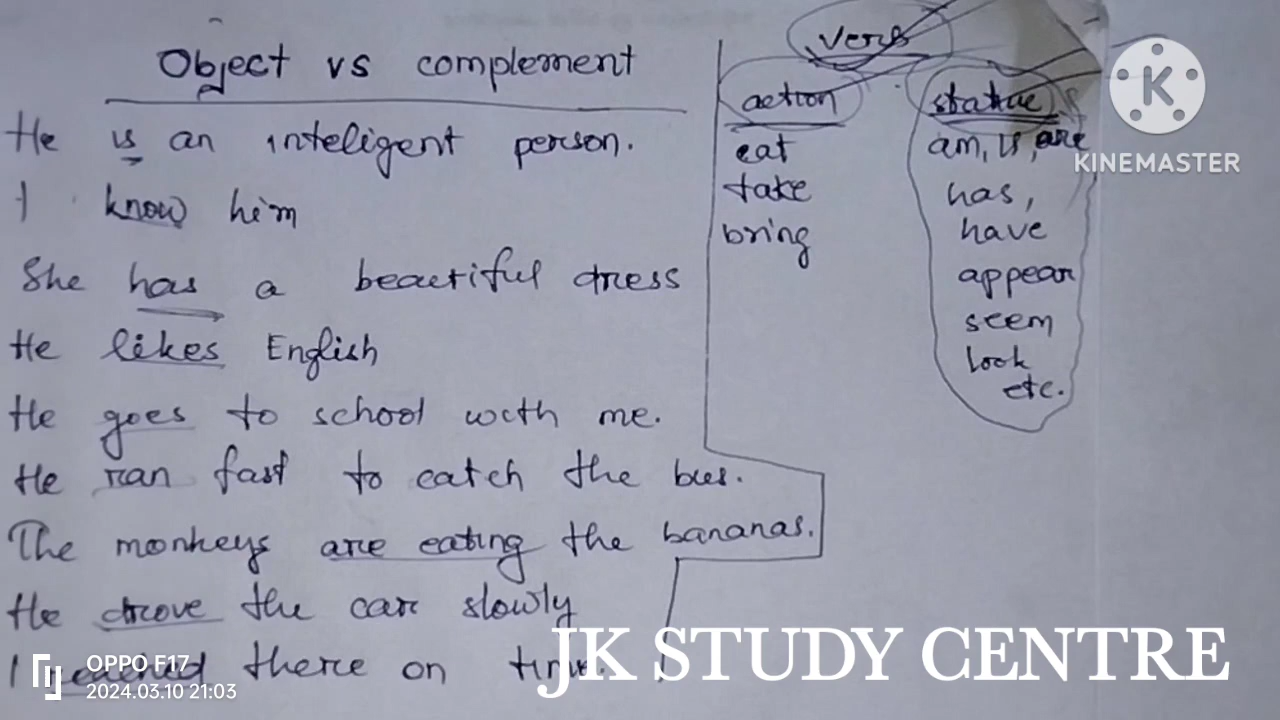 Object vs complement
He is an inteligent person.
I know him
She has a beautiful dress
He likes English
He goes to school with me.
He ran fast to catch the bus.
The monkeys are eating the bananas.
He drove the car slowly
I reached there on time.
verb
action
eat
take
bring
statue
am, is, are
has,
have
appear
seem
look
etc.
K
KINEMASTER
JK STUDY CENTRE
OPPO F17
2024.03.10 21:03